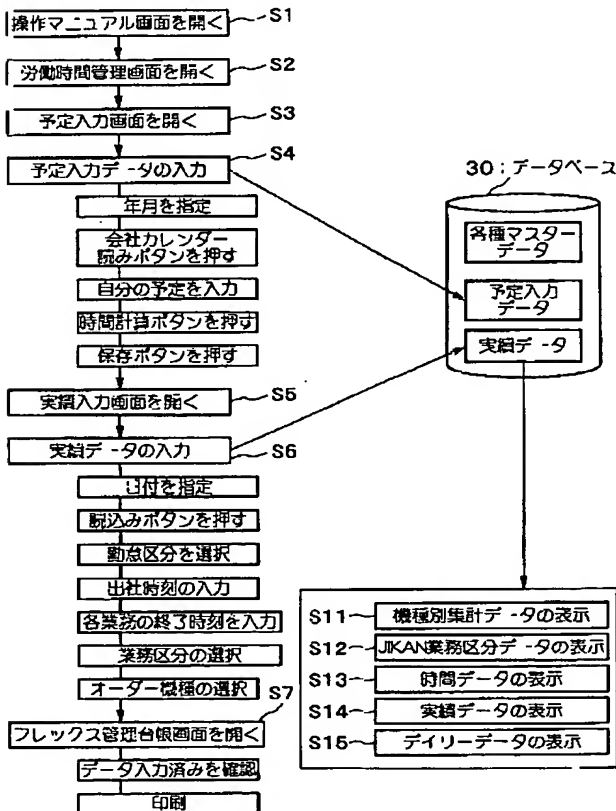 操作マニュアル画面を開く S1
労働時間管理画面を開く S2
予定入力画面を開く S3
予定入力データの入力 S4
年月を指定
会社カレンダー
読みボタンを押す
自分の予定を入力
時間計算ボタンを押す
保存ボタンを押す
実績入力画面を開く S5
実績データの入力 S6
日付を指定
読込みボタンを押す
勤怠区分を選択
出社時刻の入力
各業務の終了時刻を入力
業務区分の選択
オーダー機種の選択
フレックス管理台帳画面を開く S7
データ入力済みを確認
印刷
30:データベース
各種マスター
データ
予定入力
データ
実績データ
S11 機種別集計データの表示
S12 JIKAN業務区分データの表示
S13 時間データの表示
S14 実績データの表示
S15 デイリーデータの表示